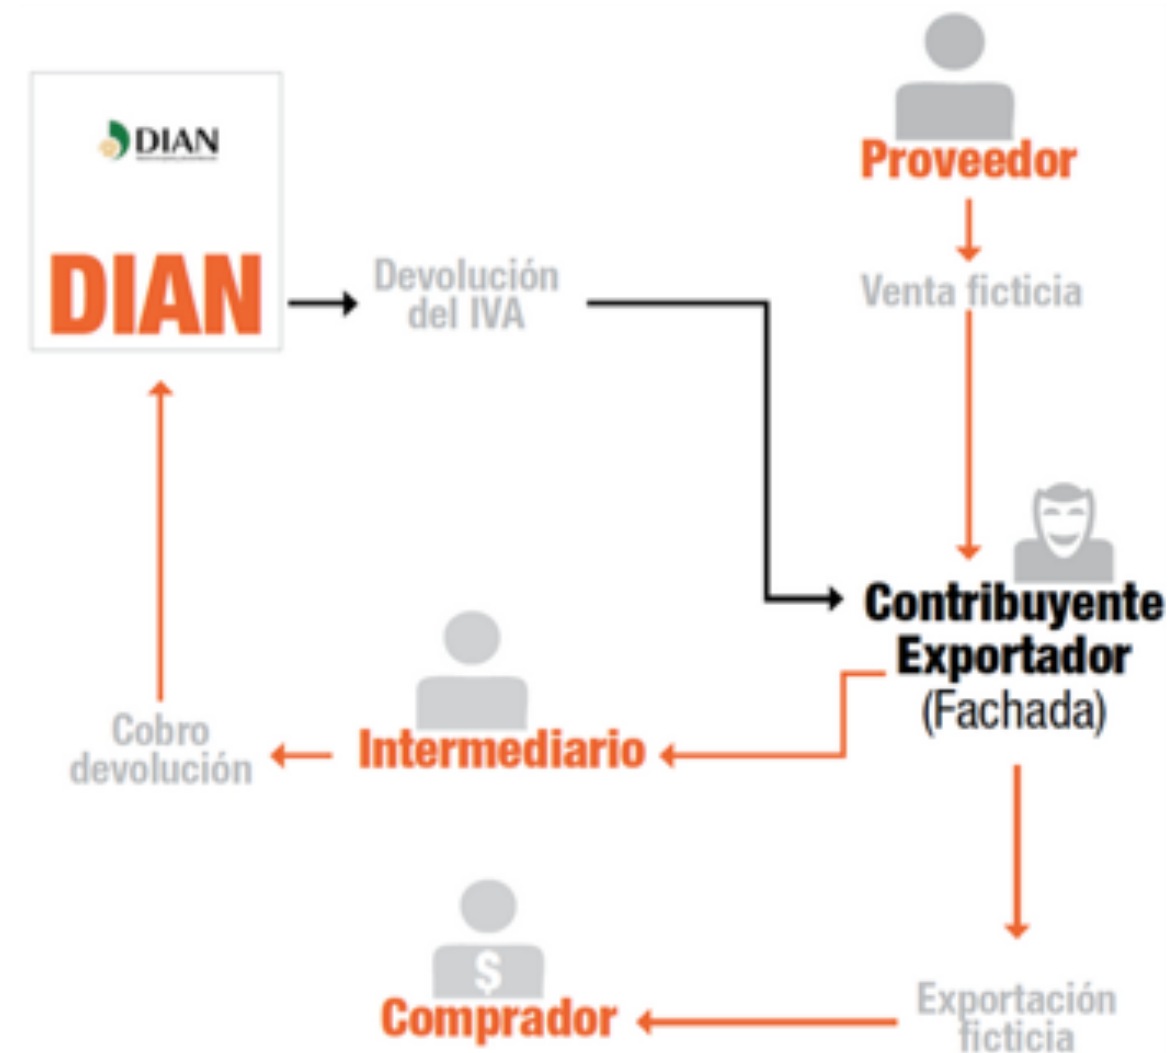 DIAN
DIAN
Devolución
del IVA
Proveedor
Venta ficticia
Contribuyente
Exportador
(Fachada)
Intermediario
Cobro
devolución
$
Comprador
Exportación
ficticia